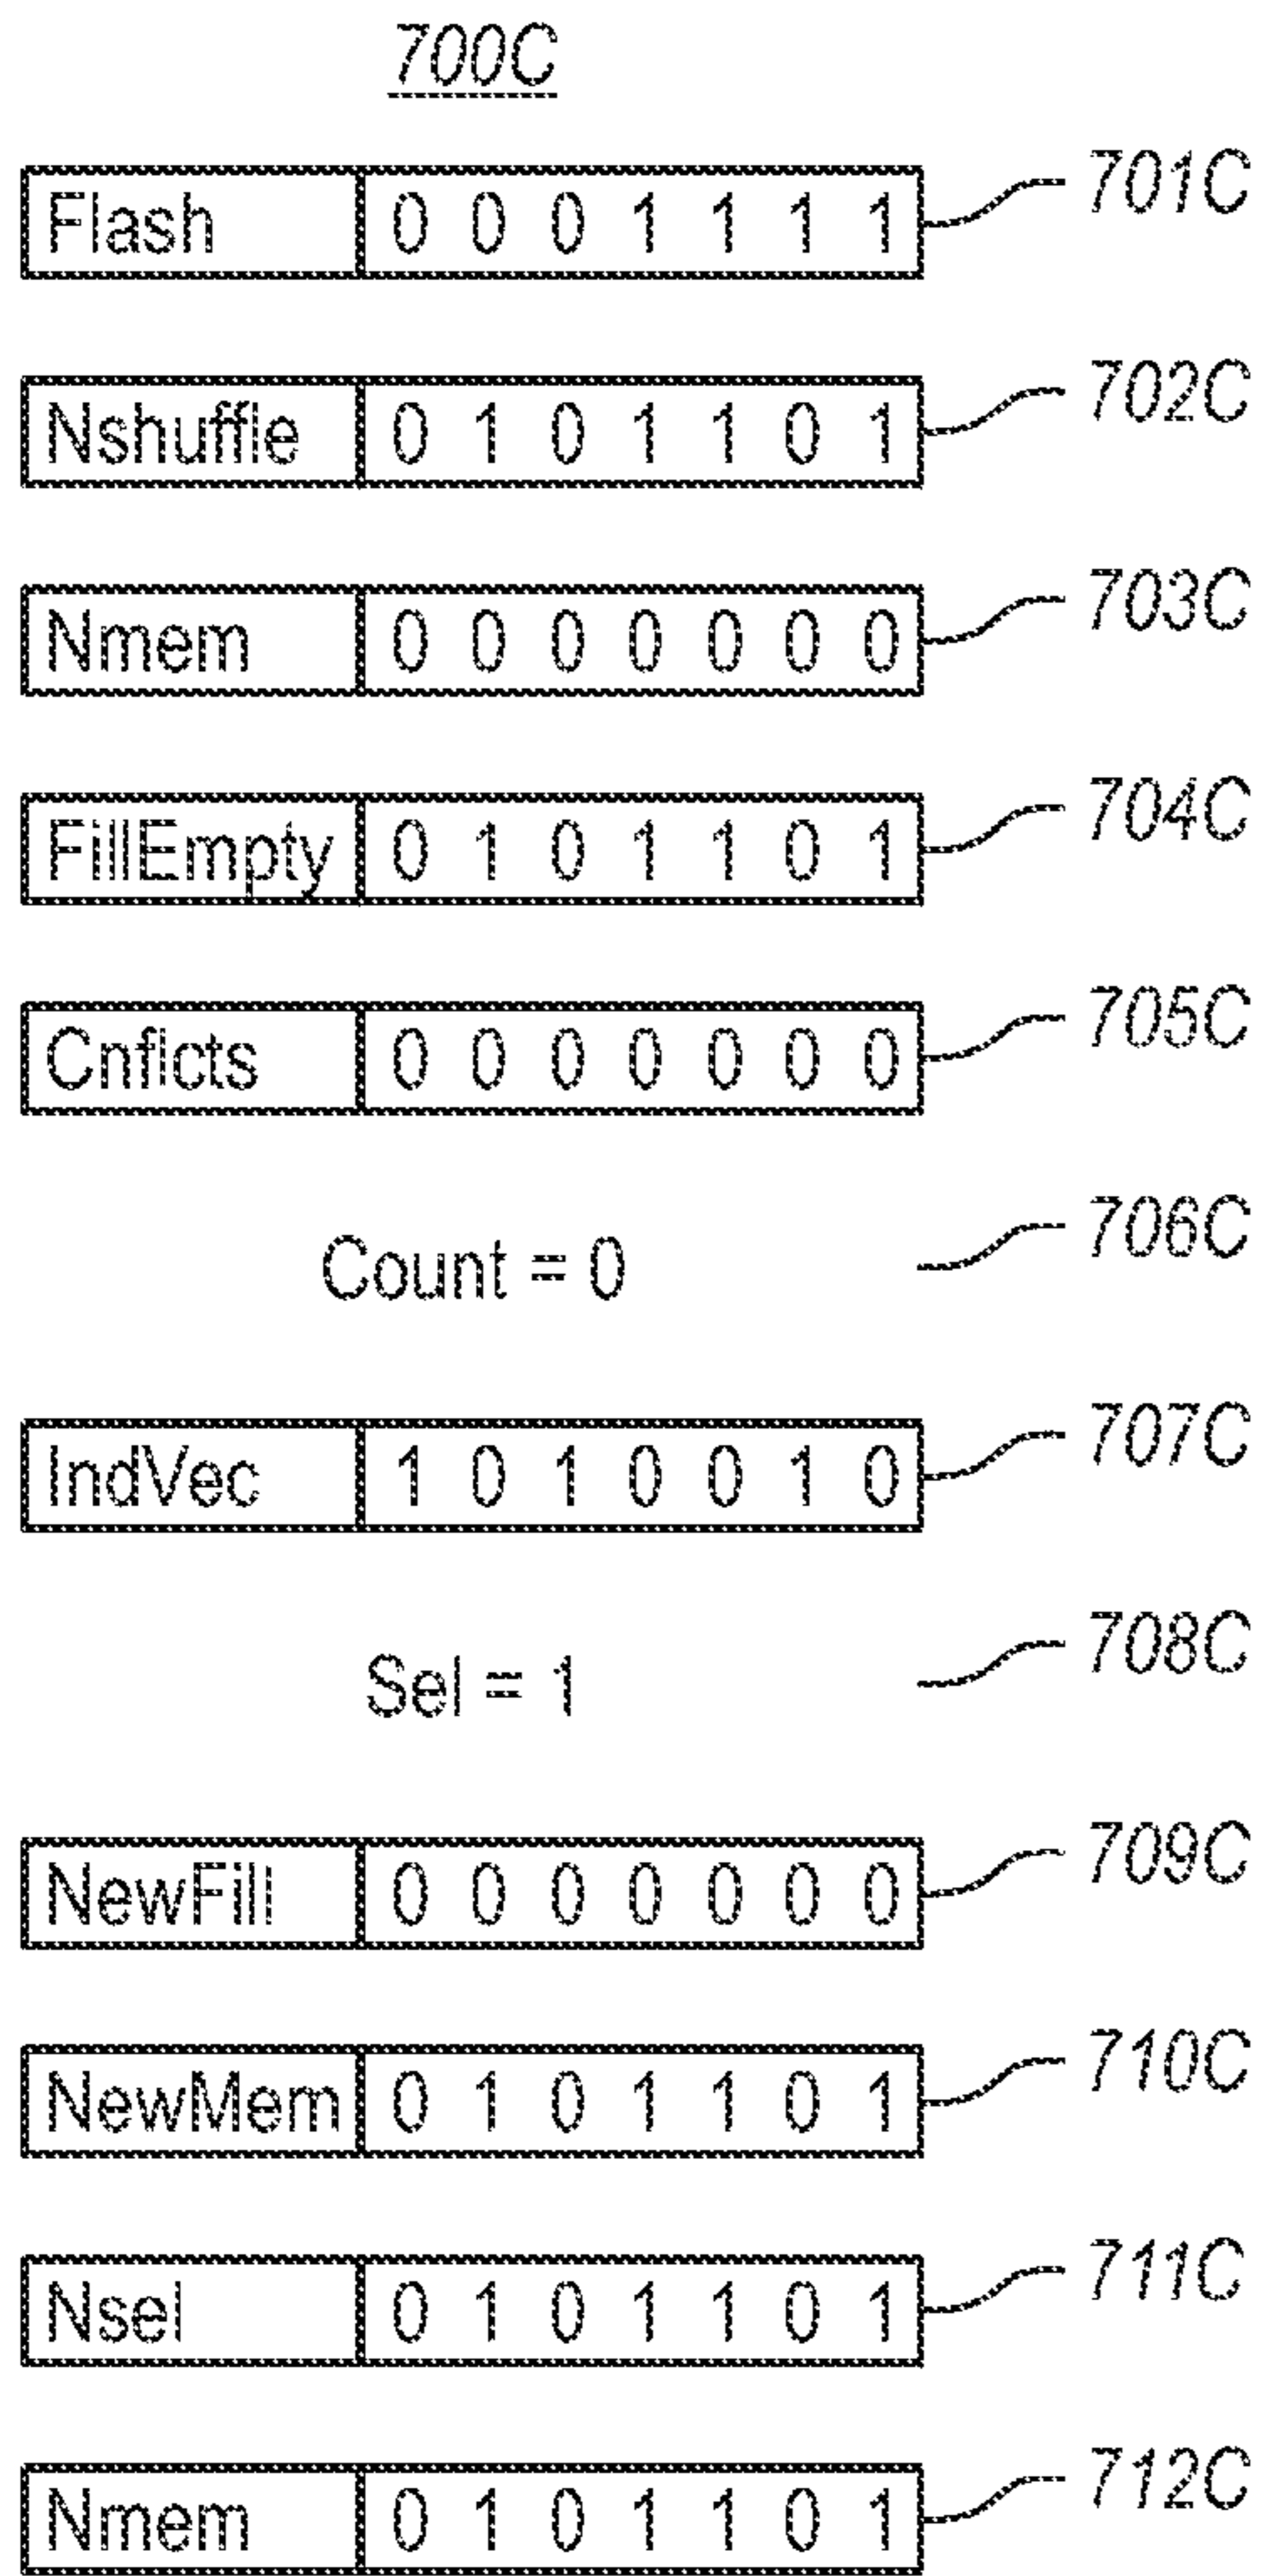 700C
Flash 0 0 0 1 1 1 1 701C
Nshuffle 0 1 0 1 1 0 1 702C
Nmem 0 0 0 0 0 0 0 703C
FillEmpty 0 1 0 1 1 0 1 704C
Cnflcts 0 0 0 0 0 0 0 705C
Count = 0 706C
IndVec 1 0 1 0 0 1 0 707C
Sel = 1 708C
NewFill 0 0 0 0 0 0 0 709C
NewMem 0 1 0 1 1 0 1 710C
Nsel 0 1 0 1 1 0 1 711C
Nmem 0 1 0 1 1 0 1 712C